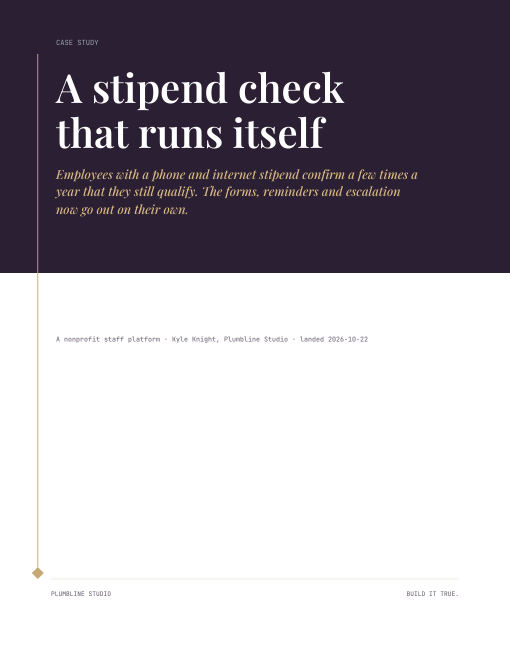 CASE STUDY
A stipend check
that runs itself
Employees with a phone and internet stipend confirm a few times a
year that they still qualify. The forms, reminders and escalation
now go out on their own.
A nonprofit staff platform · Kyle Knight, Plumbline Studio · landed 2026-10-22
PLUMBLINE STUDIO
BUILD IT TRUE.